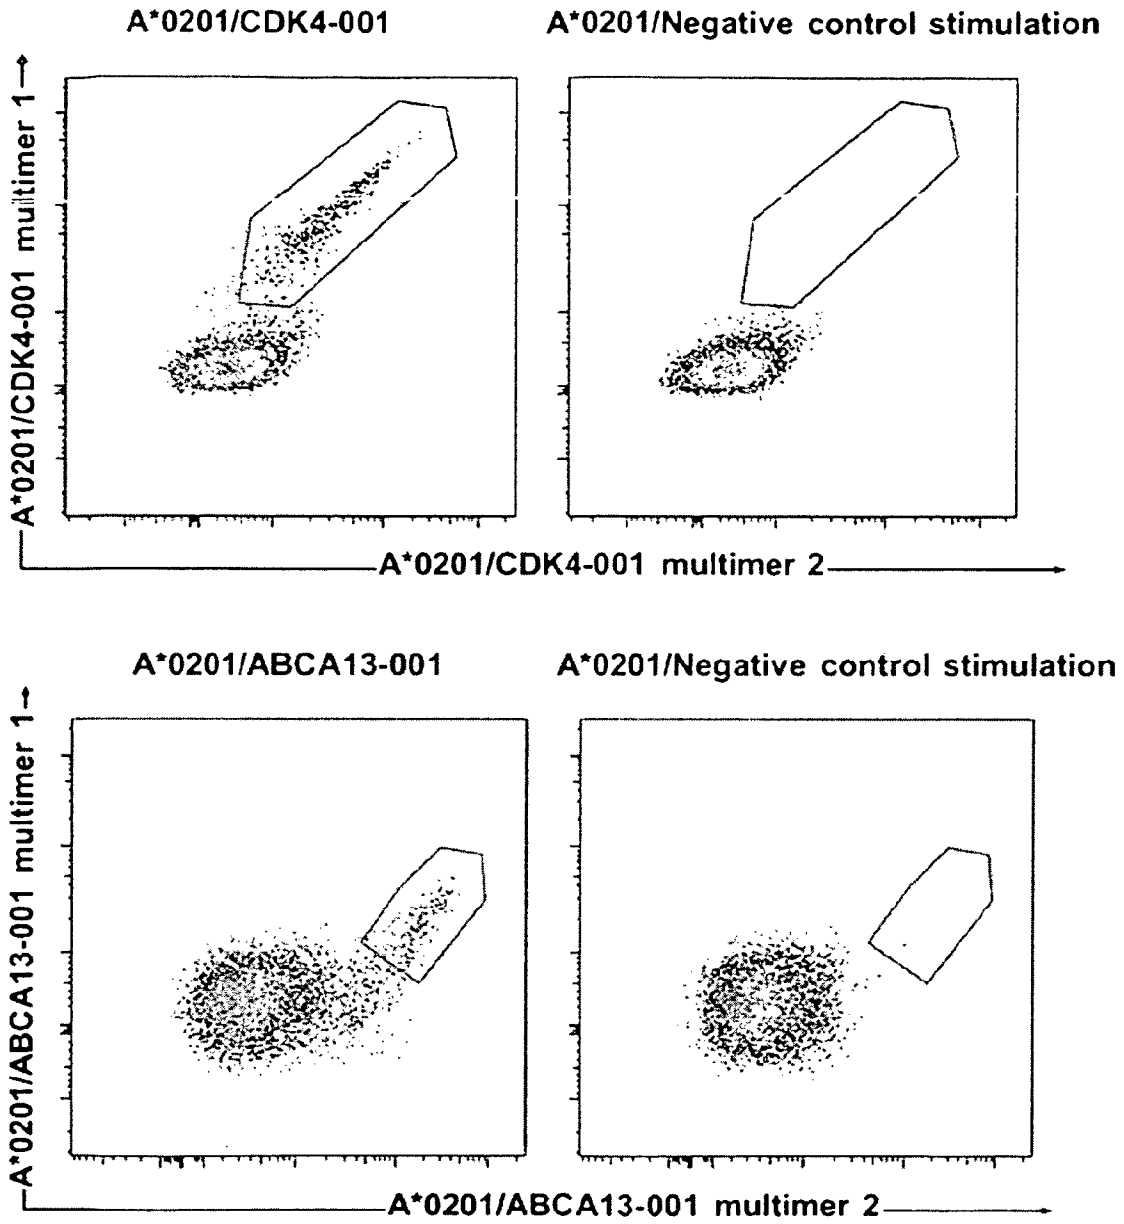 A*0201/CDK4-001
A*0201/Negative control stimulation
A*0201/CDK4-001 multimer 1
A*0201/CDK4-001 multimer 2
A*0201/ABCA13-001
A*0201/Negative control stimulation
A*0201/ABCA13-001 multimer 1
A*0201/ABCA13-001 multimer 2